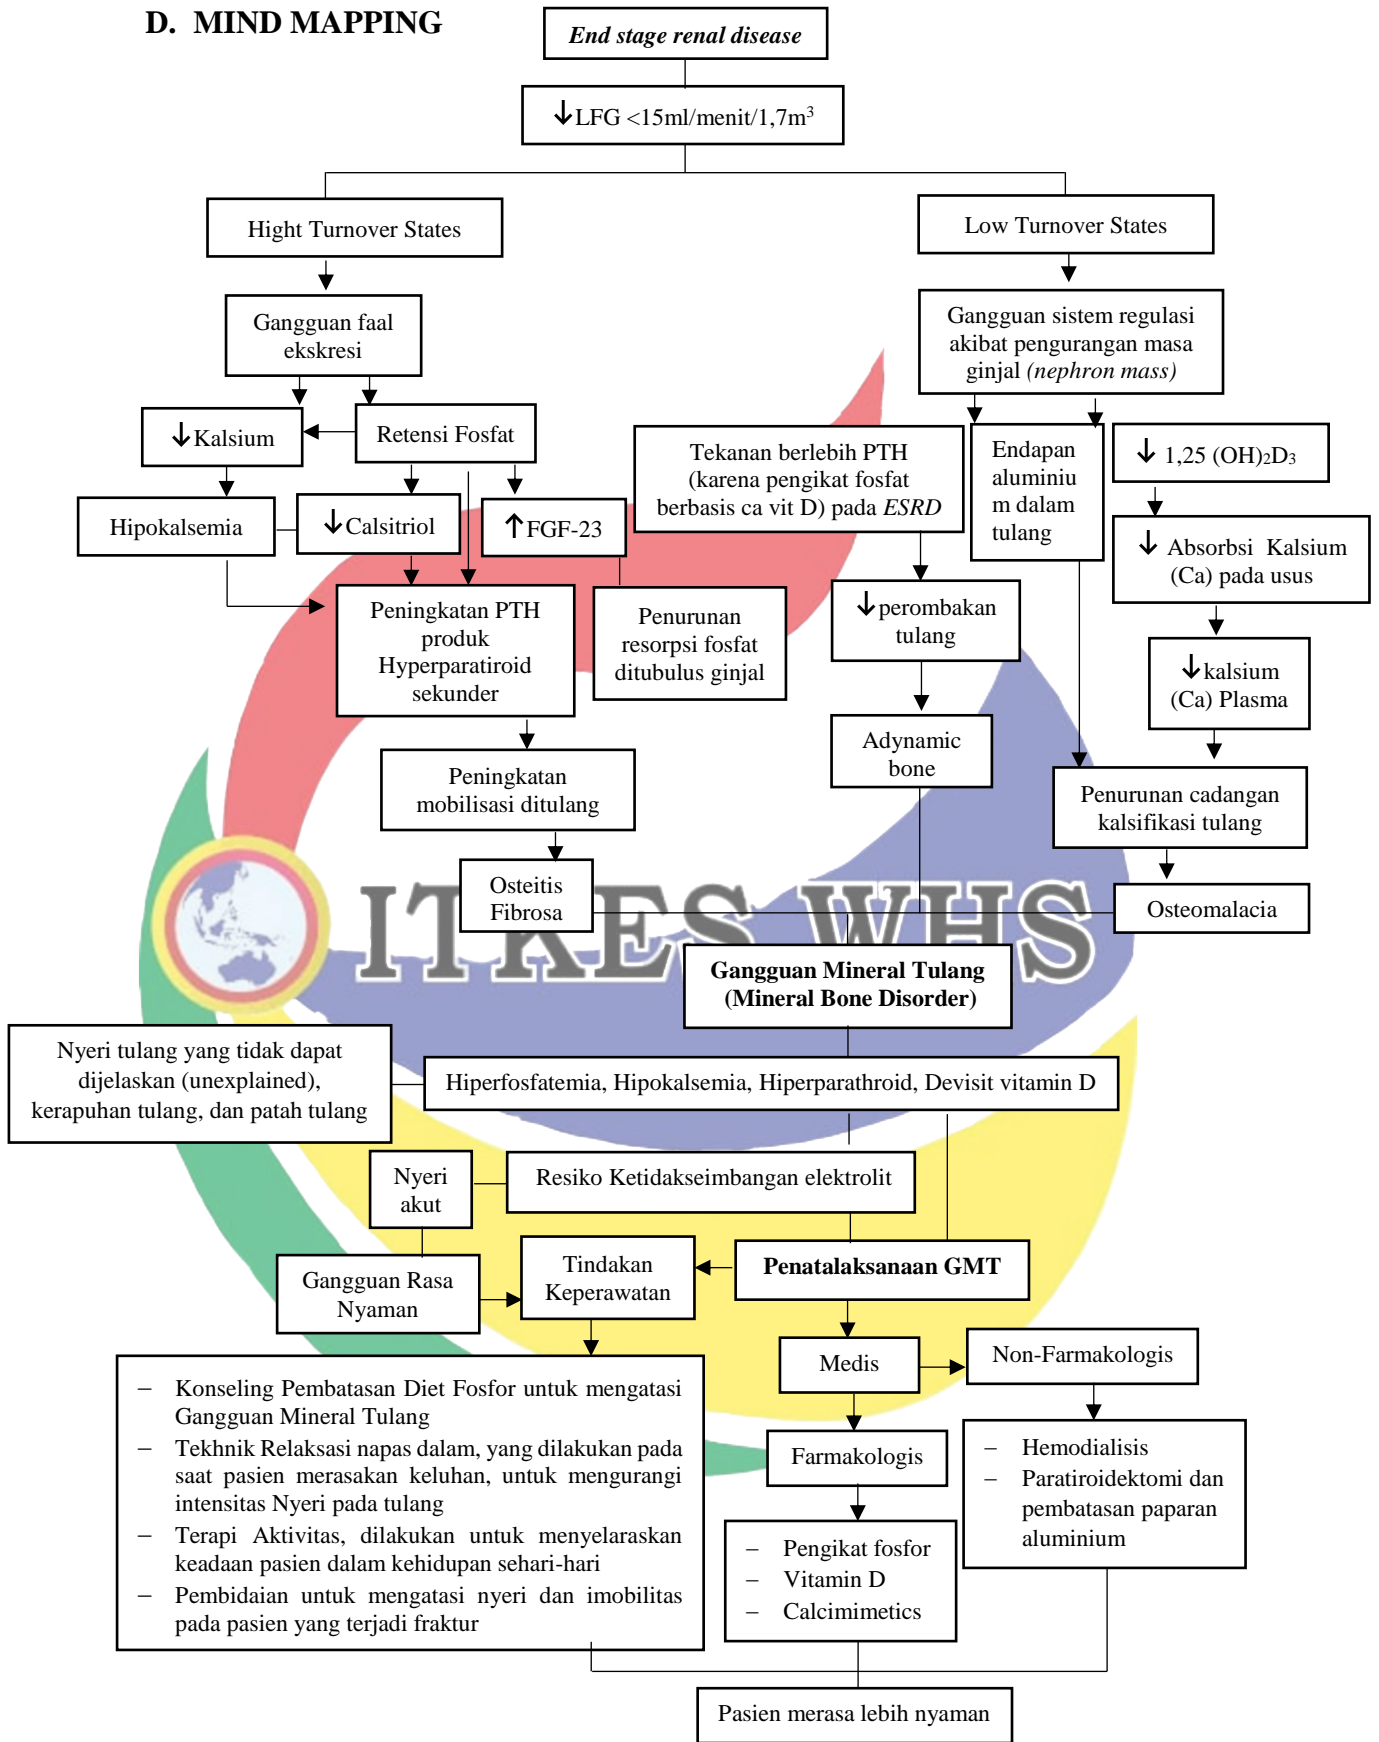 D. MIND MAPPING
End stage renal disease
↓LFG <15ml/menit/1,7m³
Hight Turnover States
Low Turnover States
Gangguan faal
ekskresi
Gangguan sistem regulasi
akibat pengurangan masa
ginjal (nephron mass)
↓Kalsium
Retensi Fosfat
Tekanan berlebih PTH
(karena pengikat fosfat
berbasis ca vit D) pada ESRD
Endapan
aluminiu
m dalam
tulang
↓ 1,25 (OH)₂D₃
Hipokalsemia
↓Calsitriol
↑FGF-23
↓ Absorbsi Kalsium
(Ca) pada usus
Peningkatan PTH
produk
Hyperparatiroid
sekunder
Penurunan
resorpsi fosfat
ditubulus ginjal
↓perombakan
tulang
↓kalsium
(Ca) Plasma
Adynamic
bone
Peningkatan
mobilisasi ditulang
Penurunan cadangan
kalsifikasi tulang
Osteitis
Fibrosa
Osteomalacia
ITKES WHS
Gangguan Mineral Tulang
(Mineral Bone Disorder)
Nyeri tulang yang tidak dapat
dijelaskan (unexplained),
kerapuhan tulang, dan patah tulang
Hiperfosfatemia, Hipokalsemia, Hiperparathroid, Devisit vitamin D
Nyeri
akut
Resiko Ketidakseimbangan elektrolit
Gangguan Rasa
Nyaman
Tindakan
Keperawatan
Penatalaksanaan GMT
Medis
Non-Farmakologis
– Konseling Pembatasan Diet Fosfor untuk mengatasi
Gangguan Mineral Tulang
– Tekhnik Relaksasi napas dalam, yang dilakukan pada
saat pasien merasakan keluhan, untuk mengurangi
intensitas Nyeri pada tulang
– Terapi Aktivitas, dilakukan untuk menyelaraskan
keadaan pasien dalam kehidupan sehari-hari
– Pembidaian untuk mengatasi nyeri dan imobilitas
pada pasien yang terjadi fraktur
Farmakologis
– Hemodialisis
– Paratiroidektomi dan
pembatasan paparan
aluminium
– Pengikat fosfor
– Vitamin D
– Calcimimetics
Pasien merasa lebih nyaman